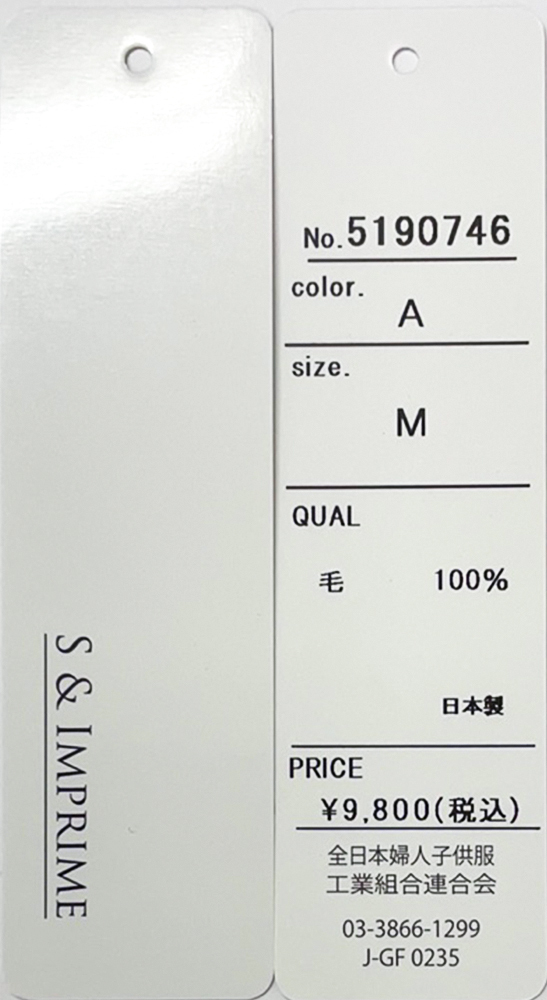 S & IMPRIME
No.5190746
color.
A
size.
M
QUAL
毛 100%
日本製
PRICE
¥9,800(税込)
全日本婦人子供服
工業組合連合会
03-3866-1299
J-GF 0235